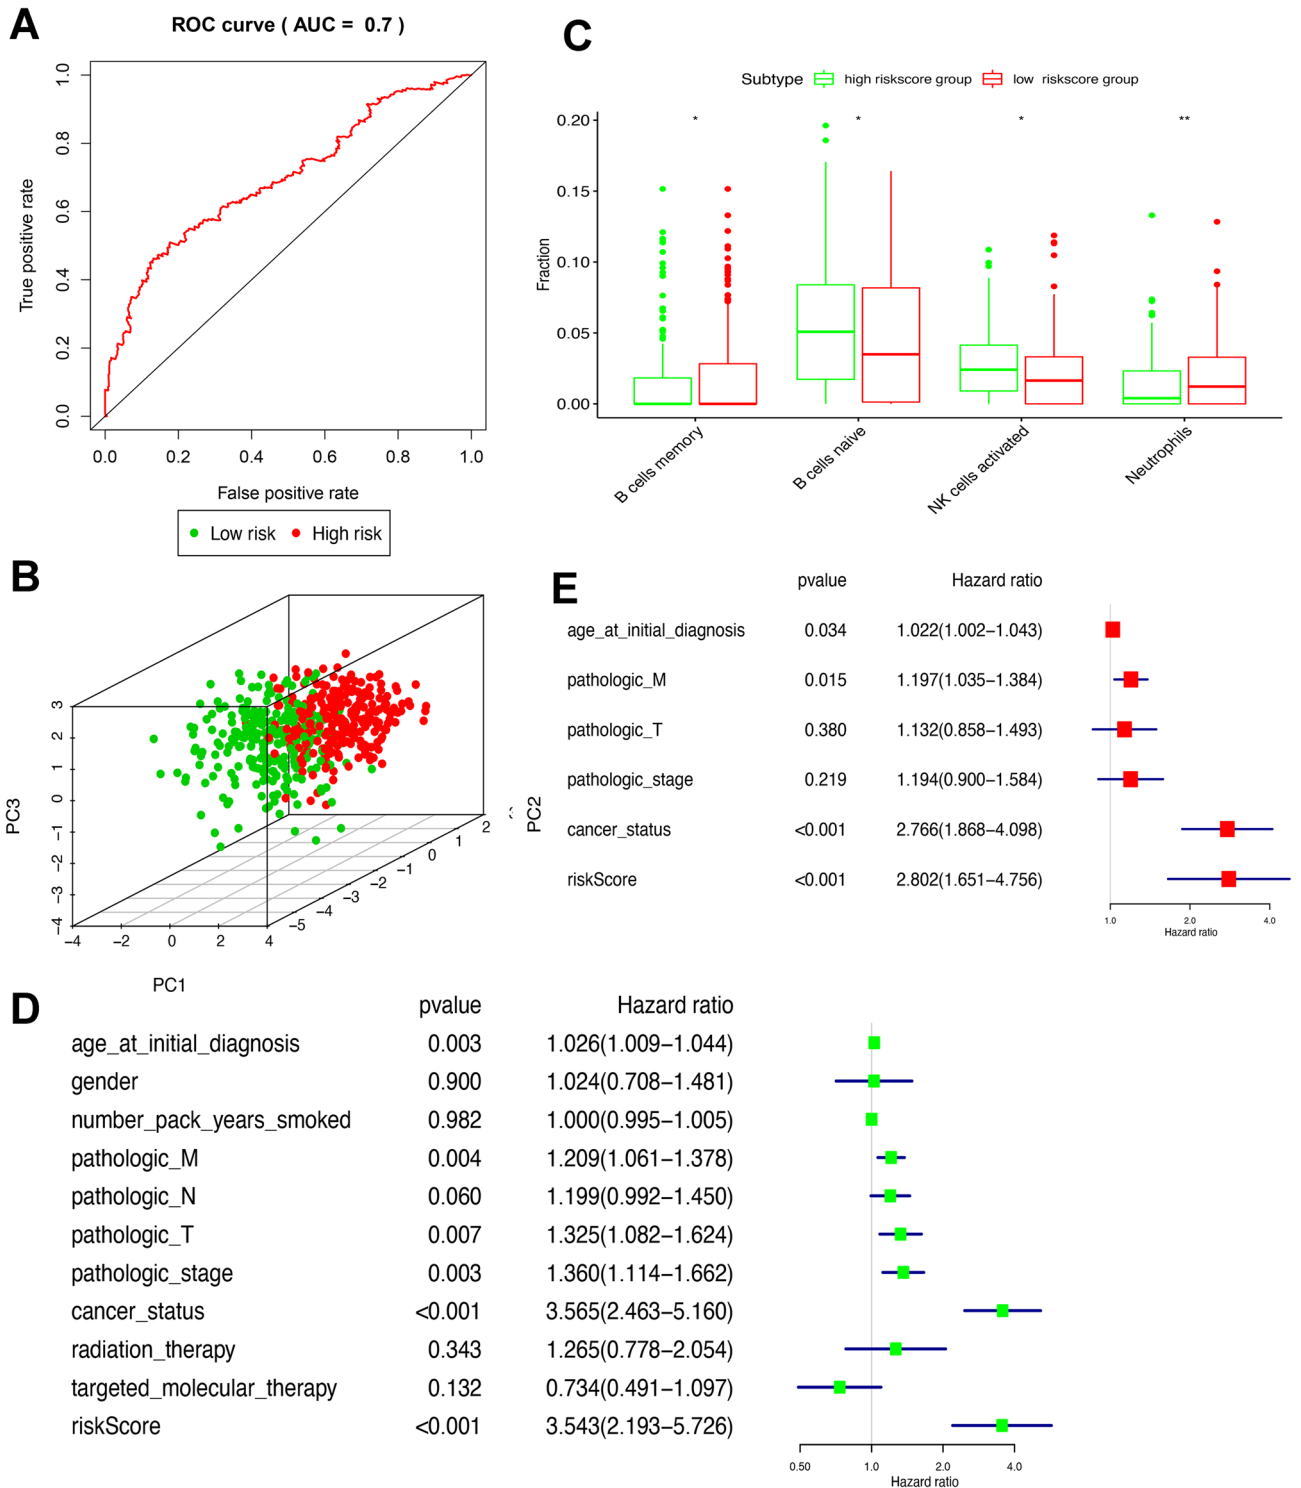 A
ROC curve ( AUC = 0.7 )
1.0
0.8
0.6
0.4
0.2
0.0
True positive rate
0.0 0.2 0.4 0.6 0.8 1.0
False positive rate
Low risk High risk
C
Subtype high riskscore group low riskscore group
* * * **
0.20
0.15
0.10
0.05
0.00
Fraction
B cells memory
B cells naive
NK cells activated
Neutrophils
B
3
2
1
0
−1
−2
−3
−4
PC3
−4 −2 0 2 4
PC1
−5
−4
−3
−2
−1
0
1
2
PC2
E
pvalue Hazard ratio
age_at_initial_diagnosis 0.034 1.022(1.002−1.043)
pathologic_M 0.015 1.197(1.035−1.384)
pathologic_T 0.380 1.132(0.858−1.493)
pathologic_stage 0.219 1.194(0.900−1.584)
cancer_status <0.001 2.766(1.868−4.098)
riskScore <0.001 2.802(1.651−4.756)
1.0 2.0 4.0
Hazard ratio
D
pvalue Hazard ratio
age_at_initial_diagnosis 0.003 1.026(1.009−1.044)
gender 0.900 1.024(0.708−1.481)
number_pack_years_smoked 0.982 1.000(0.995−1.005)
pathologic_M 0.004 1.209(1.061−1.378)
pathologic_N 0.060 1.199(0.992−1.450)
pathologic_T 0.007 1.325(1.082−1.624)
pathologic_stage 0.003 1.360(1.114−1.662)
cancer_status <0.001 3.565(2.463−5.160)
radiation_therapy 0.343 1.265(0.778−2.054)
targeted_molecular_therapy 0.132 0.734(0.491−1.097)
riskScore <0.001 3.543(2.193−5.726)
0.50 1.0 2.0 4.0
Hazard ratio